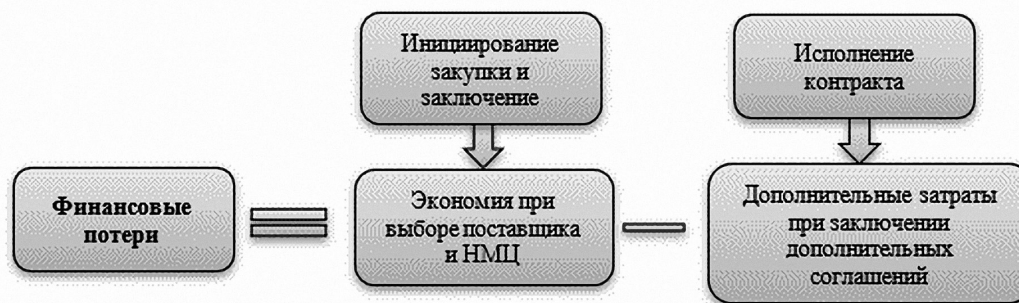 Инициирование
закупки и
заключение
Исполнение
контракта
Финансовые
потери
Экономия при
выборе поставщика
и НМЦ
Дополнительные затраты
при заключении
дополнительных
соглашений